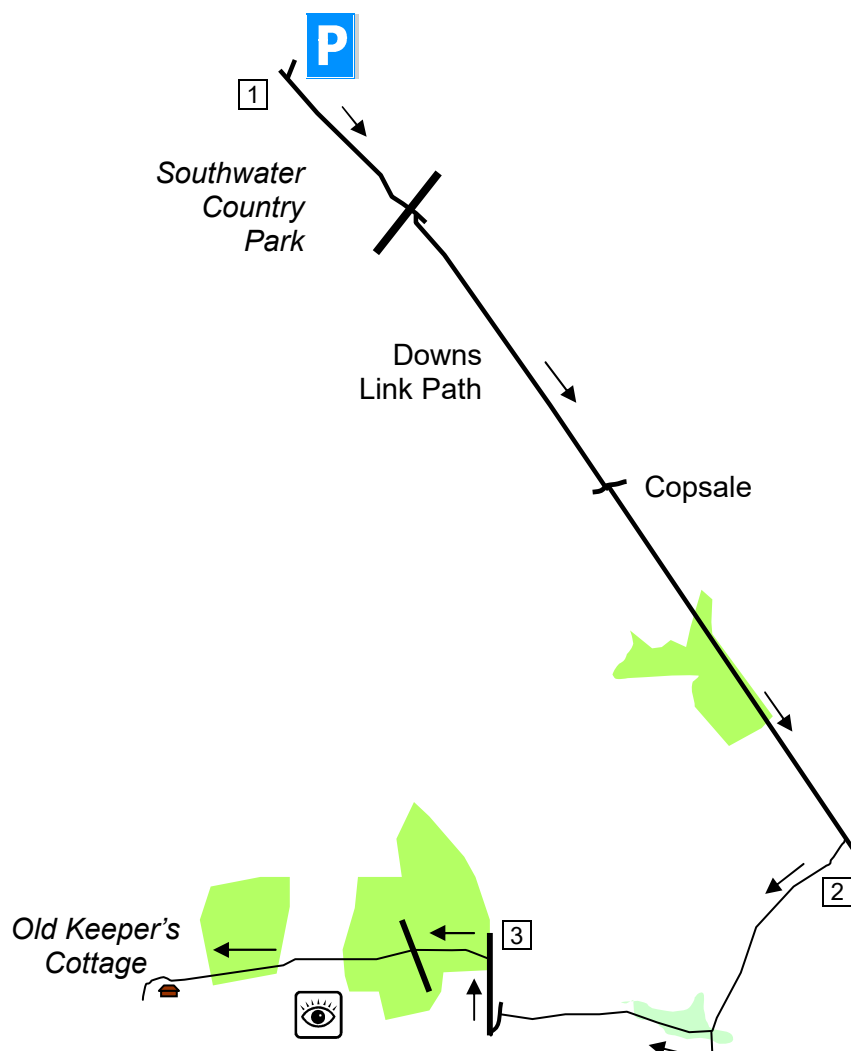 P
1
Southwater
Country
Park
Downs
Link Path
Copsale
2
3
Old Keeper's
Cottage